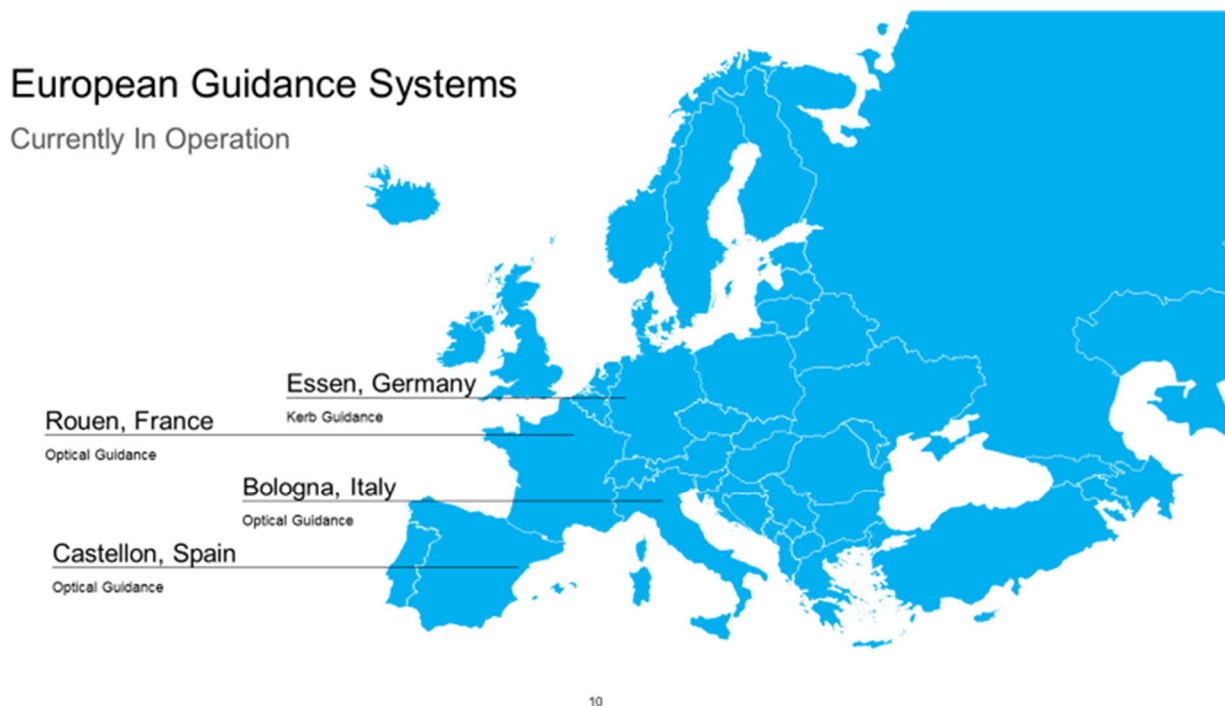 European Guidance Systems
Currently In Operation
Essen, Germany
Kerb Guidance
Rouen, France
Optical Guidance
Bologna, Italy
Optical Guidance
Castellon, Spain
Optical Guidance
10